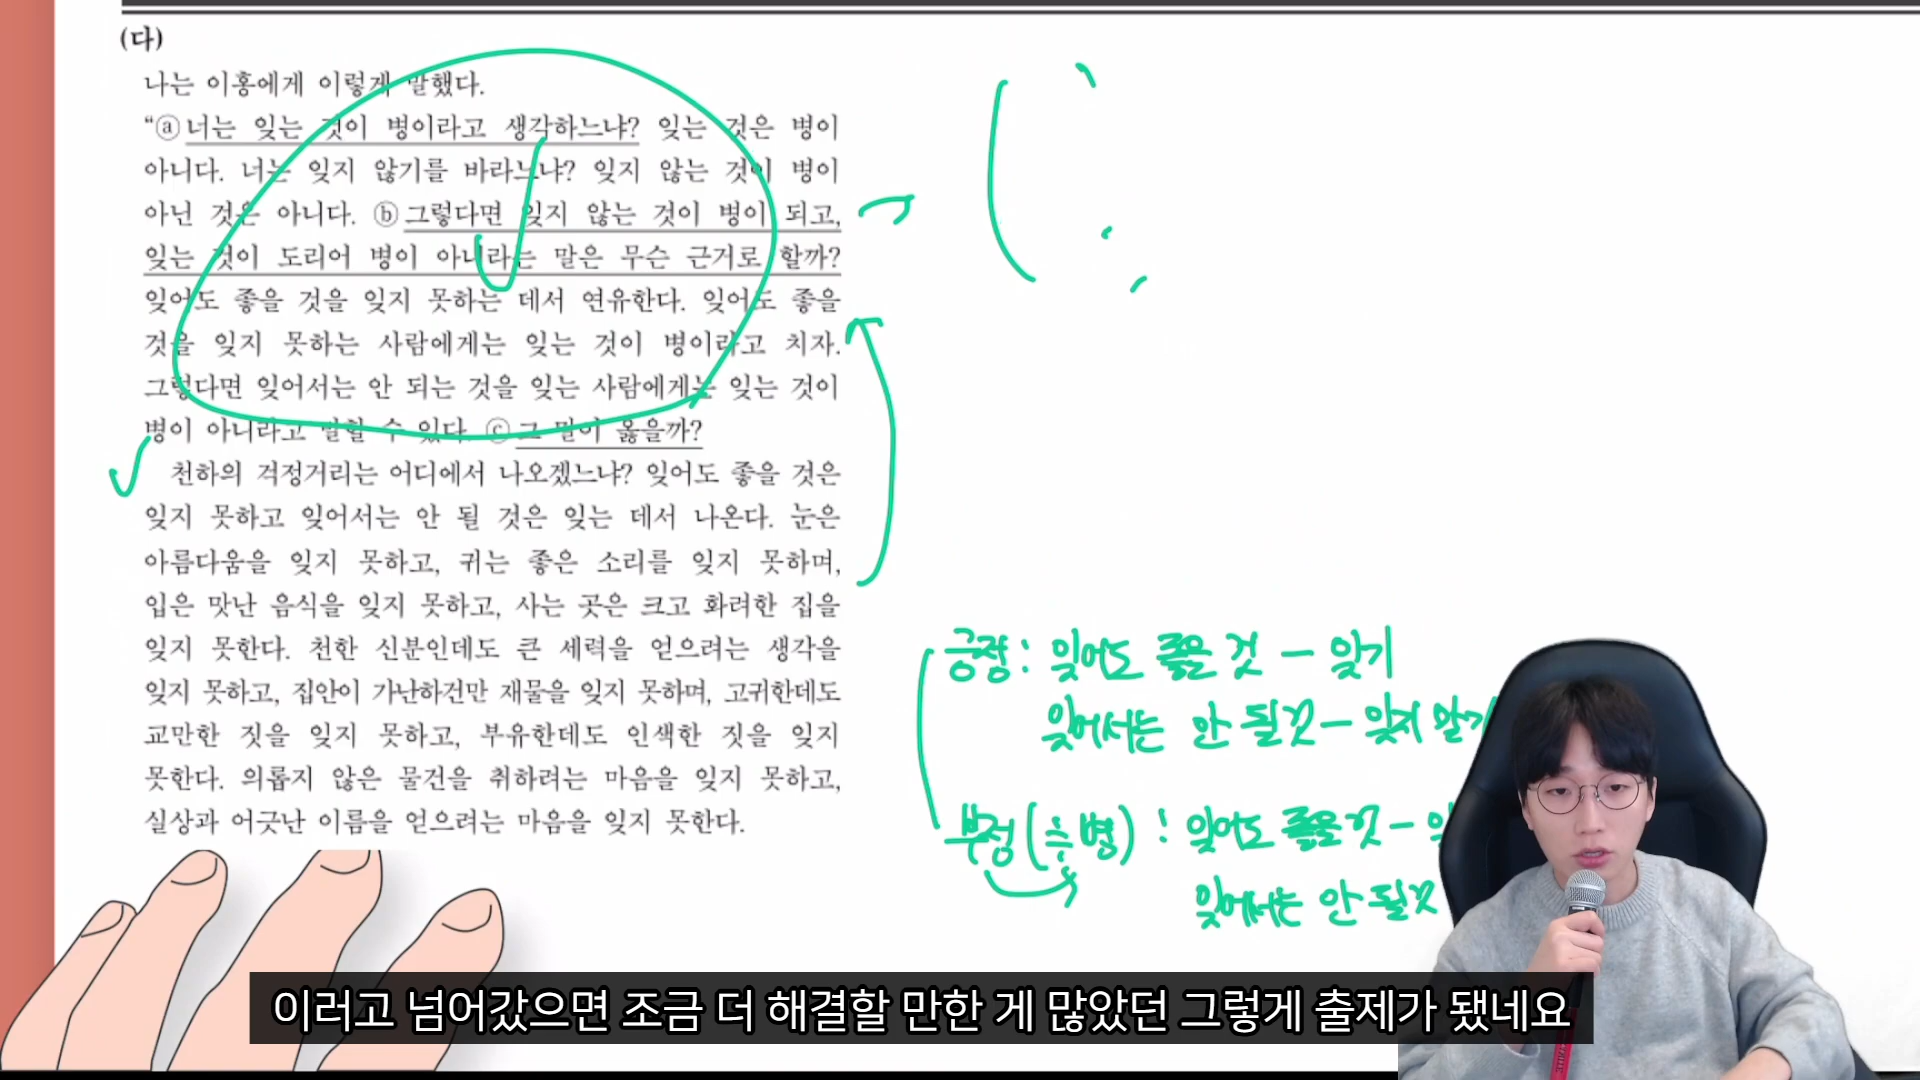 (다)
나는 이홍에게 이렇게 말했다.
“ⓐ너는 잊는 것이 병이라고 생각하느냐? 잊는 것은 병이
아니다. 너는 잊지 않기를 바라느냐? 잊지 않는 것이 병이
아닌 것은 아니다. ⓑ그렇다면 잊지 않는 것이 병이 되고,
잊는 것이 도리어 병이 아니라는 말은 무슨 근거로 할까?
잊어도 좋을 것을 잊지 못하는 데서 연유한다. 잊어도 좋을
것을 잊지 못하는 사람에게는 잊는 것이 병이라고 치자.
그렇다면 잊어서는 안 되는 것을 잊는 사람에게는 잊는 것이
병이 아니라고 말할 수 있다. ⓒ그 말이 옳을까?
천하의 걱정거리는 어디에서 나오겠느냐? 잊어도 좋을 것은
잊지 못하고 잊어서는 안 될 것은 잊는 데서 나온다. 눈은
아름다움을 잊지 못하고, 귀는 좋은 소리를 잊지 못하며,
입은 맛난 음식을 잊지 못하고, 사는 곳은 크고 화려한 집을
잊지 못한다. 천한 신분인데도 큰 세력을 얻으려는 생각을
잊지 못하고, 집안이 가난하건만 재물을 잊지 못하며, 고귀한데도
교만한 짓을 잊지 못하고, 부유한데도 인색한 짓을 잊지
못한다. 의롭지 않은 물건을 취하려는 마음을 잊지 못하고,
실상과 어긋난 이름을 얻으려는 마음을 잊지 못한다.
긍정: 잊어도 좋을 것 – 잊기
잊어서는 안 될 것 – 잊지 말기
부정(측병) : 잊어도 좋을 것 –
잊어서는 안 될 것
이러고 넘어갔으면 조금 더 해결할 만한 게 많았던 그렇게 출제가 됐네요